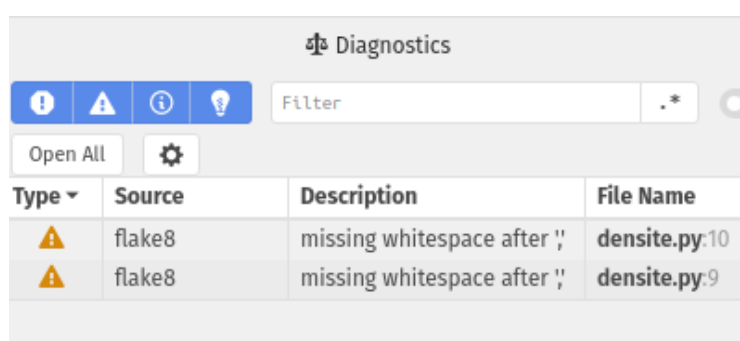 Diagnostics
Filter .*
Open All
Type Source Description File Name
flake8 missing whitespace after ',' densite.py:10
flake8 missing whitespace after ',' densite.py:9